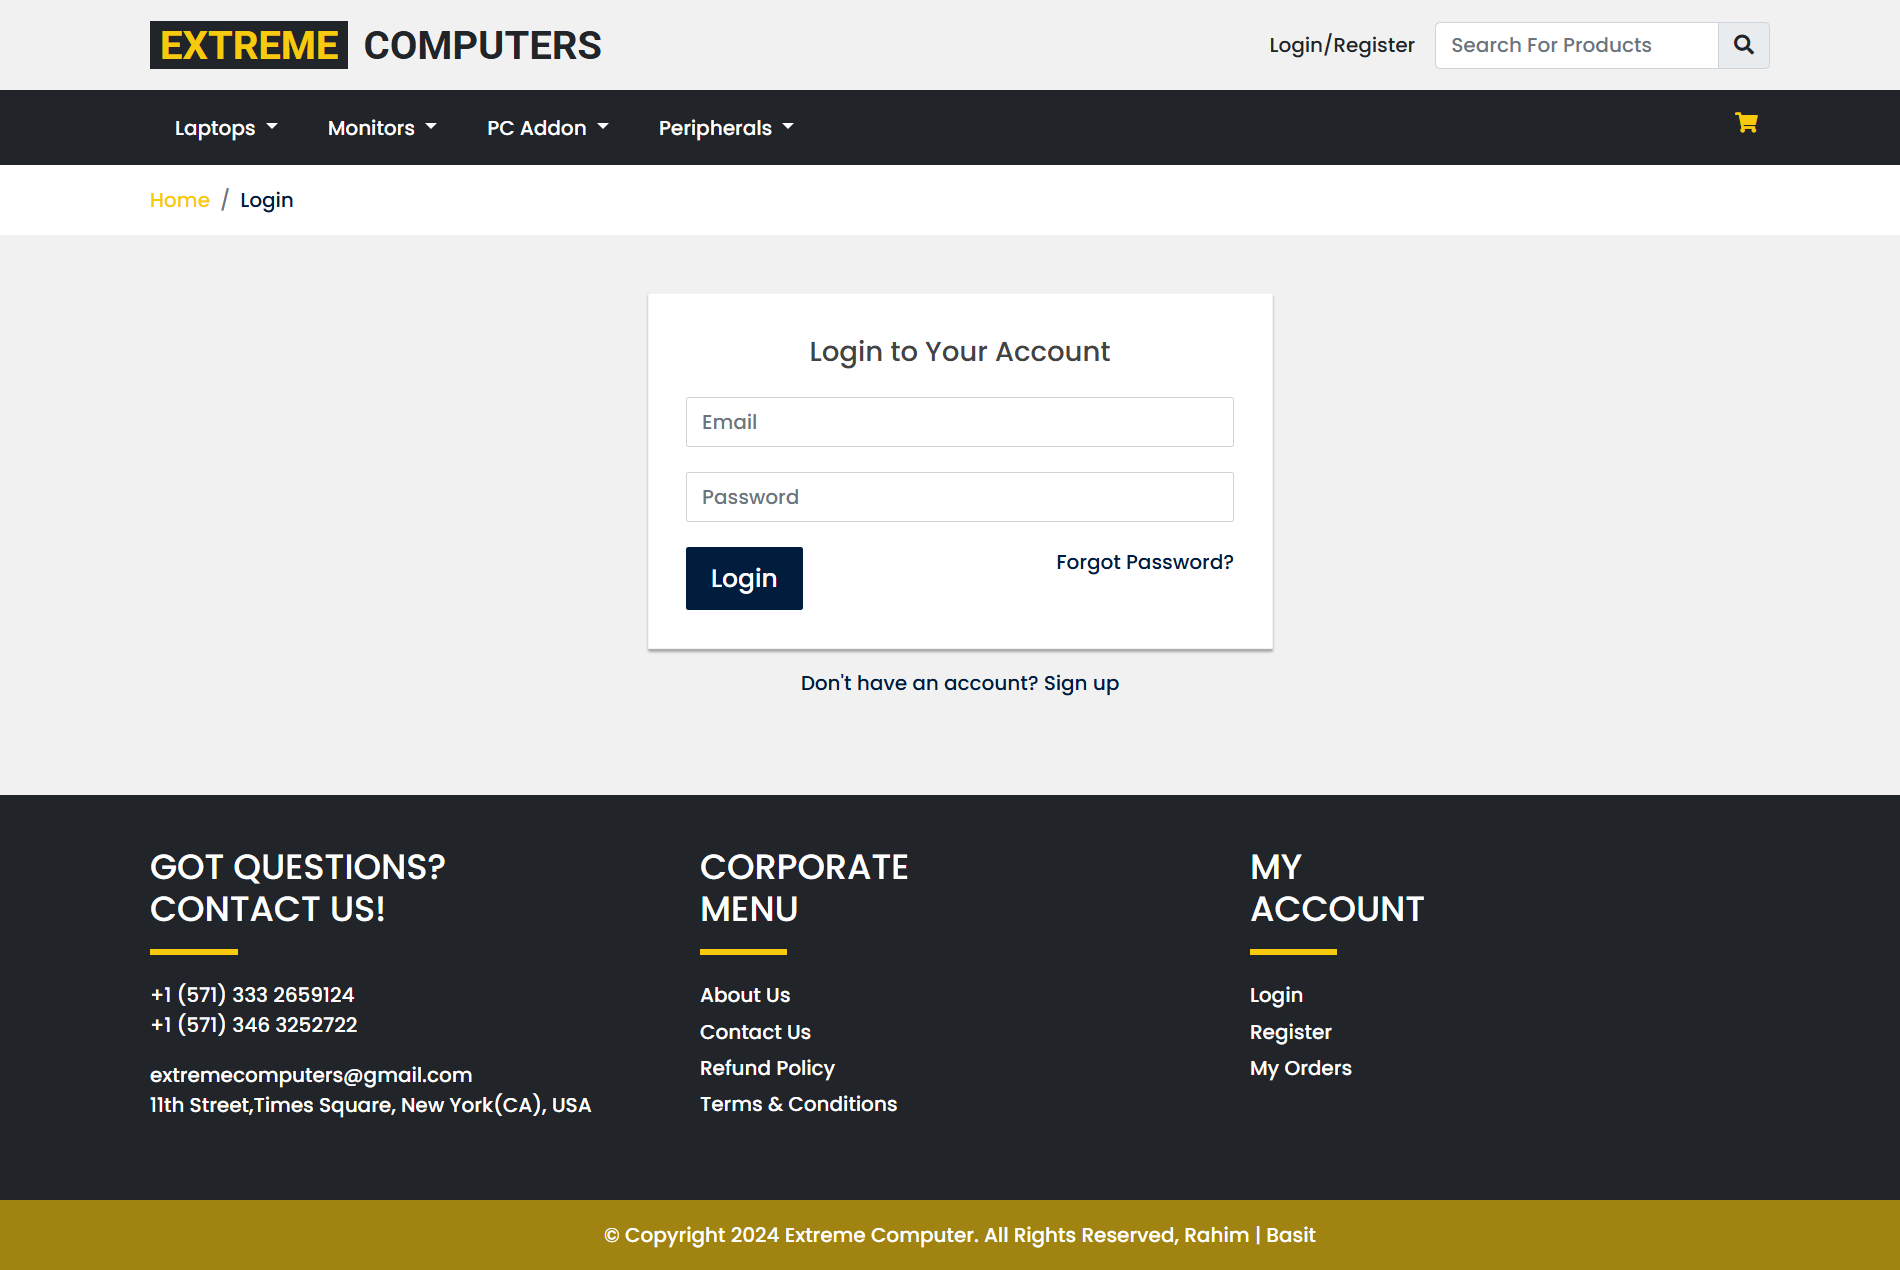 EXTREME COMPUTERS
Login/Register
Search For Products
Laptops
Monitors
PC Addon
Peripherals
Home / Login
Login to Your Account
Email
Password
Login
Forgot Password?
Don't have an account? Sign up
GOT QUESTIONS?
CONTACT US!
+1 (571) 333 2659124
+1 (571) 346 3252722
extremecomputers@gmail.com
11th Street,Times Square, New York(CA), USA
CORPORATE
MENU
About Us
Contact Us
Refund Policy
Terms & Conditions
MY
ACCOUNT
Login
Register
My Orders
© Copyright 2024 Extreme Computer. All Rights Reserved, Rahim | Basit